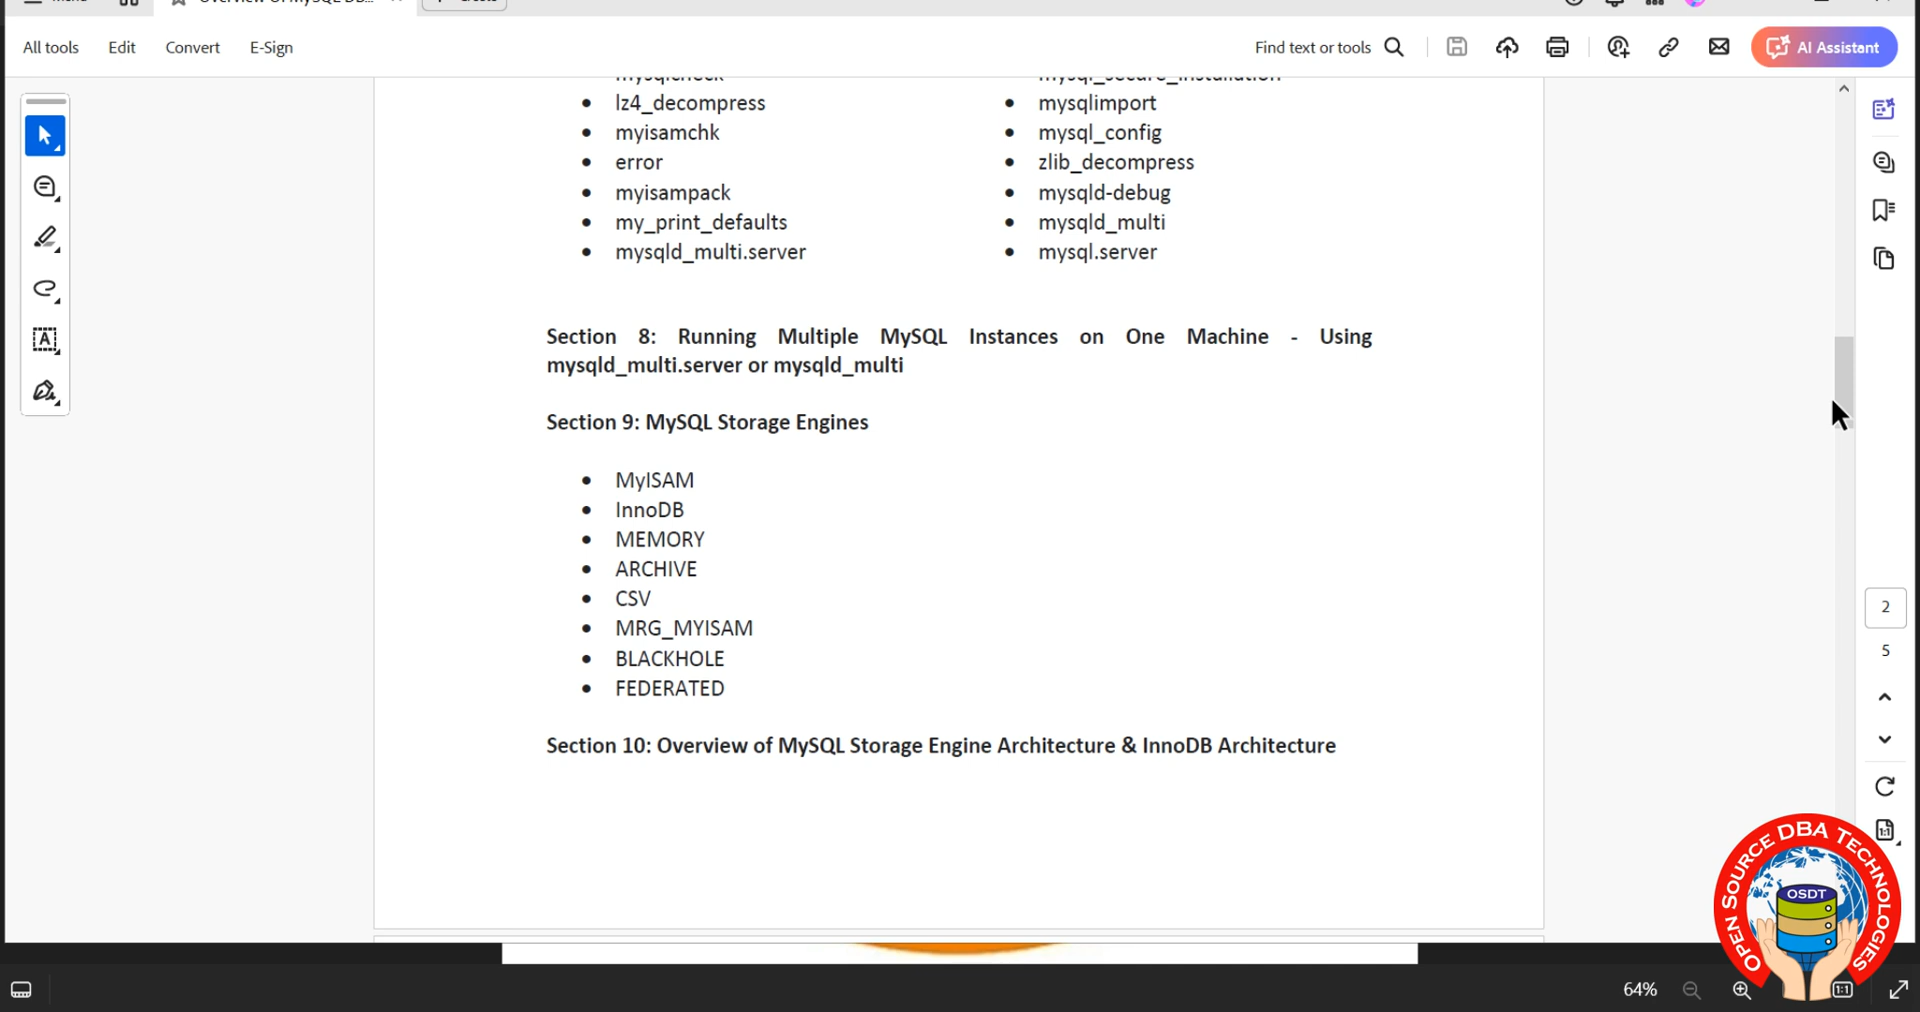 All tools Edit Convert E-Sign Find text or tools AI Assistant
lz4_decompress mysqlimport
myisamchk mysql_config
error zlib_decompress
myisampack mysqld-debug
my_print_defaults mysqld_multi
mysqld_multi.server mysql.server
Section 8: Running Multiple MySQL Instances on One Machine - Using
mysqld_multi.server or mysqld_multi
Section 9: MySQL Storage Engines
MyISAM
InnoDB
MEMORY
ARCHIVE
CSV
MRG_MYISAM
BLACKHOLE
FEDERATED
Section 10: Overview of MySQL Storage Engine Architecture & InnoDB Architecture
2
5
OPEN SOURCE DBA TECHNOLOGIES
OSDT
64%
1:1